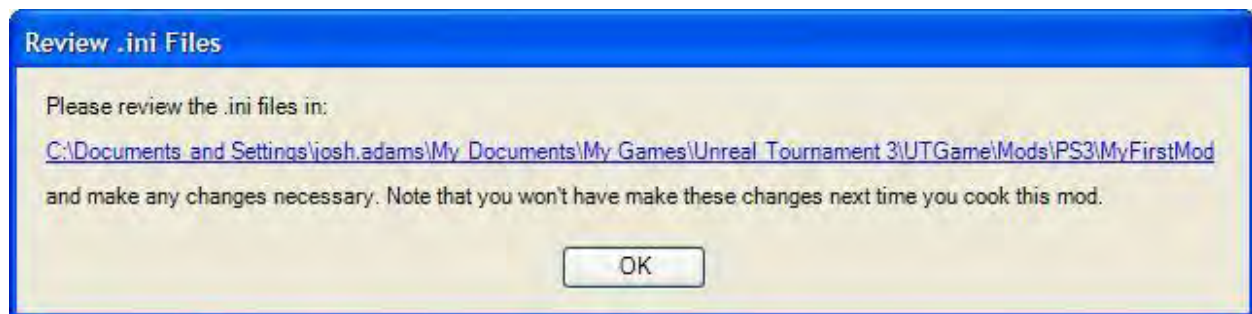 Review .ini Files
Please review the .ini files in:
C:\Documents and Settings\josh.adams\My Documents\My Games\Unreal Tournament 3\UTGame\Mods\PS3\MyFirstMod
and make any changes necessary. Note that you won't have make these changes next time you cook this mod.
OK